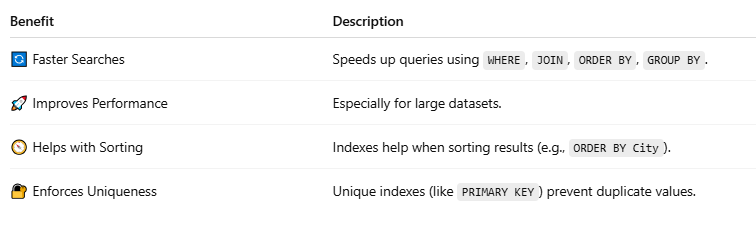 Benefit Description
🔄 Faster Searches Speeds up queries using WHERE, JOIN, ORDER BY, GROUP BY.
🚀 Improves Performance Especially for large datasets.
🧭 Helps with Sorting Indexes help when sorting results (e.g., ORDER BY City).
🔐 Enforces Uniqueness Unique indexes (like PRIMARY KEY) prevent duplicate values.